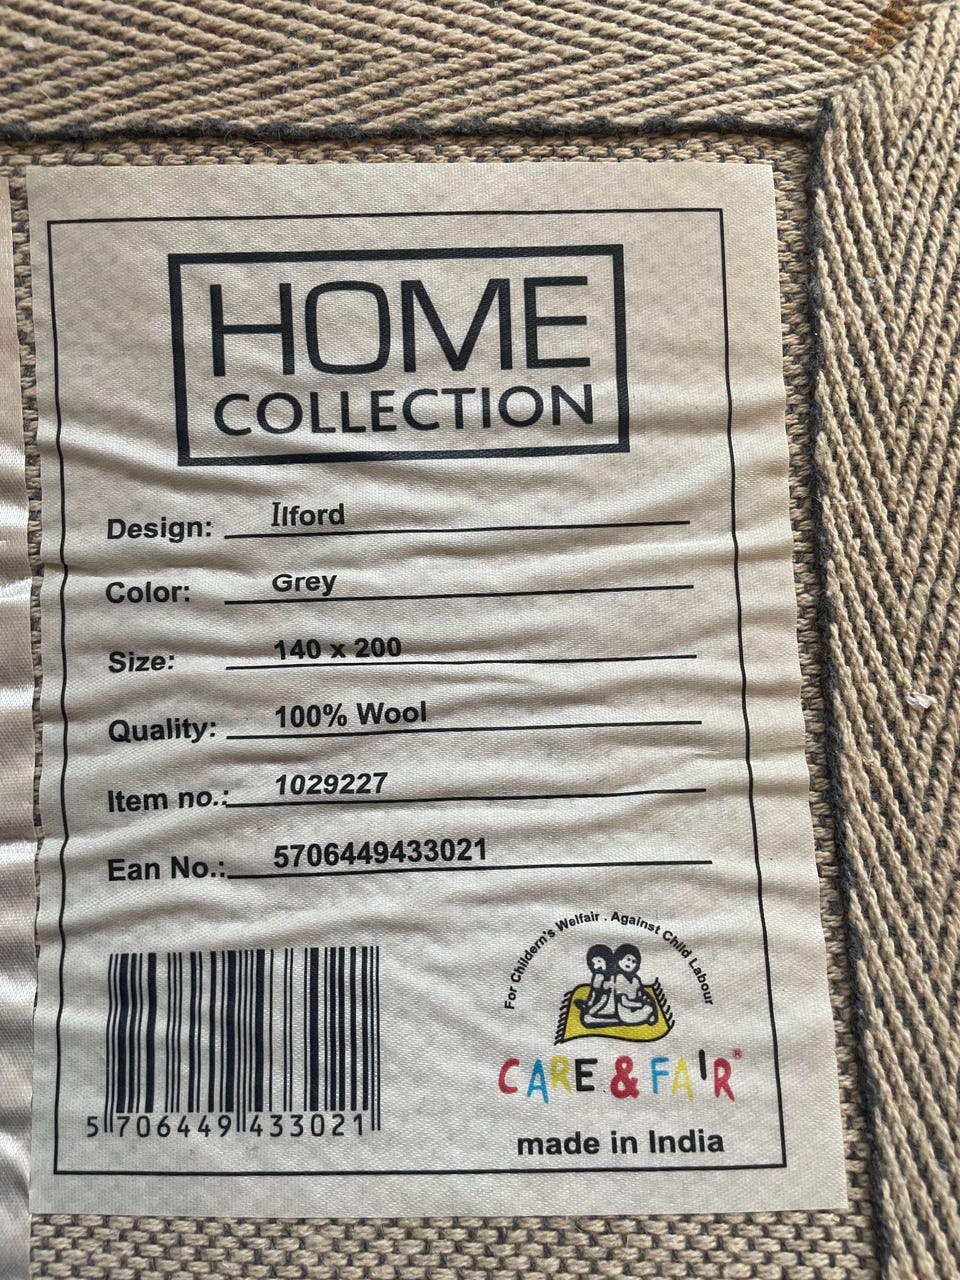 HOME
COLLECTION
Design: Ilford
Color: Grey
Size: 140 x 200
Quality: 100% Wool
Item no.: 1029227
Ean No.: 5706449433021
For Childern's Welfair . Against Child Labour
CARE & FAIR®
5 706449 433021
made in India